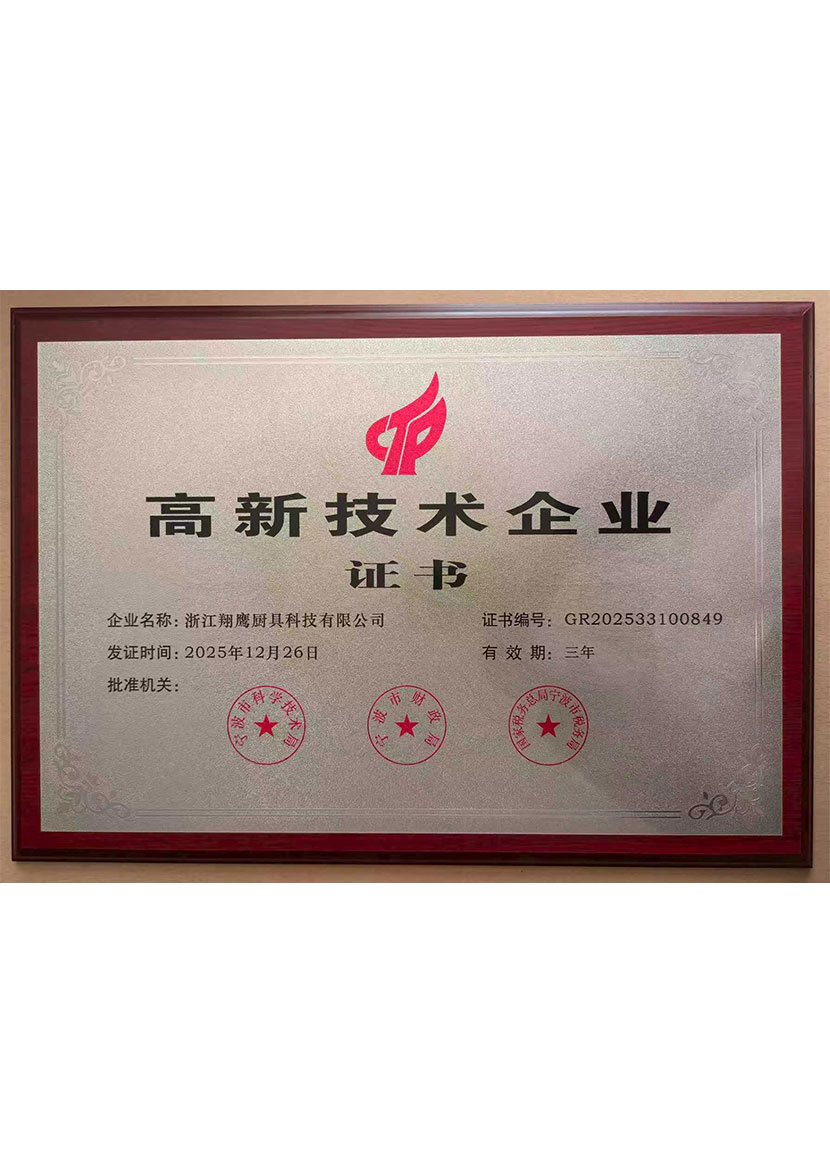 高新技术企业
证书
企业名称：浙江翔鹰厨具科技有限公司 证书编号：GR202533100849
发证时间：2025年12月26日 有效期：三年
批准机关：
宁波市科学技术局 宁波市财政局 国家税务总局宁波市税务局